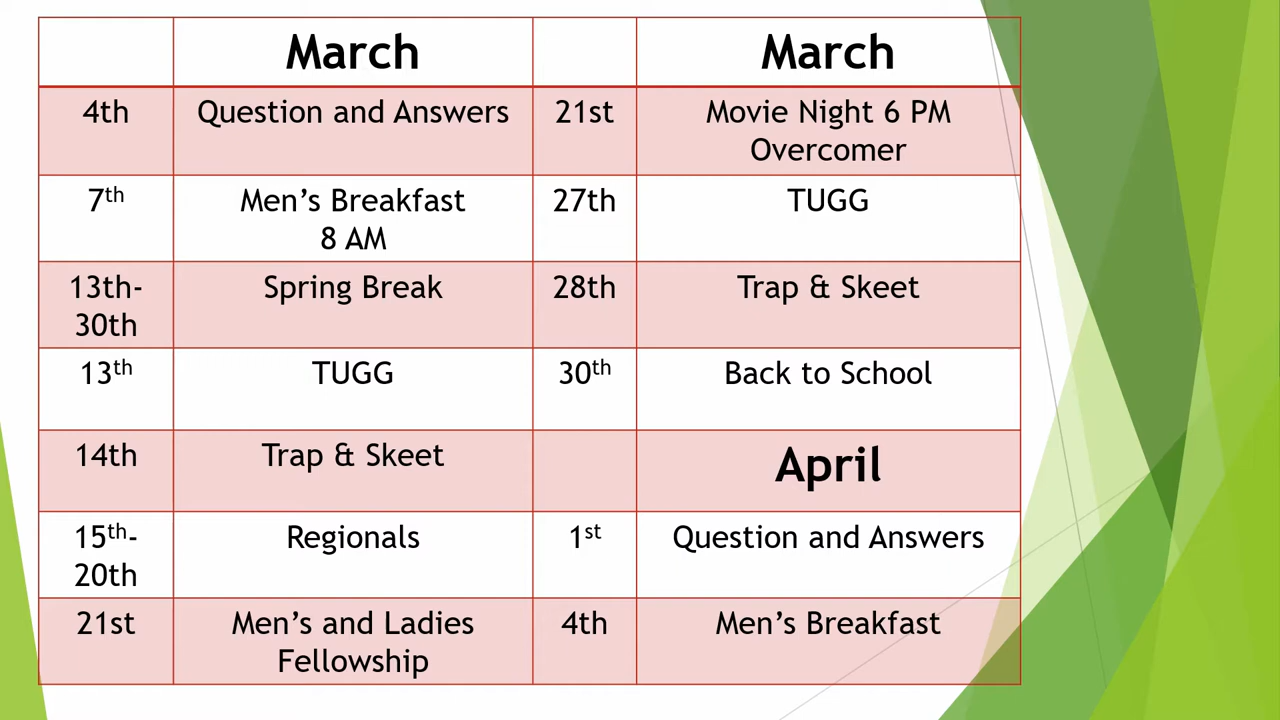 March
4th Question and Answers
7th Men's Breakfast
8 AM
13th-
30th Spring Break
13th TUGG
14th Trap & Skeet
15th-
20th Regionals
21st Men's and Ladies
Fellowship
March
21st Movie Night 6 PM
Overcomer
27th TUGG
28th Trap & Skeet
30th Back to School
April
1st Question and Answers
4th Men's Breakfast